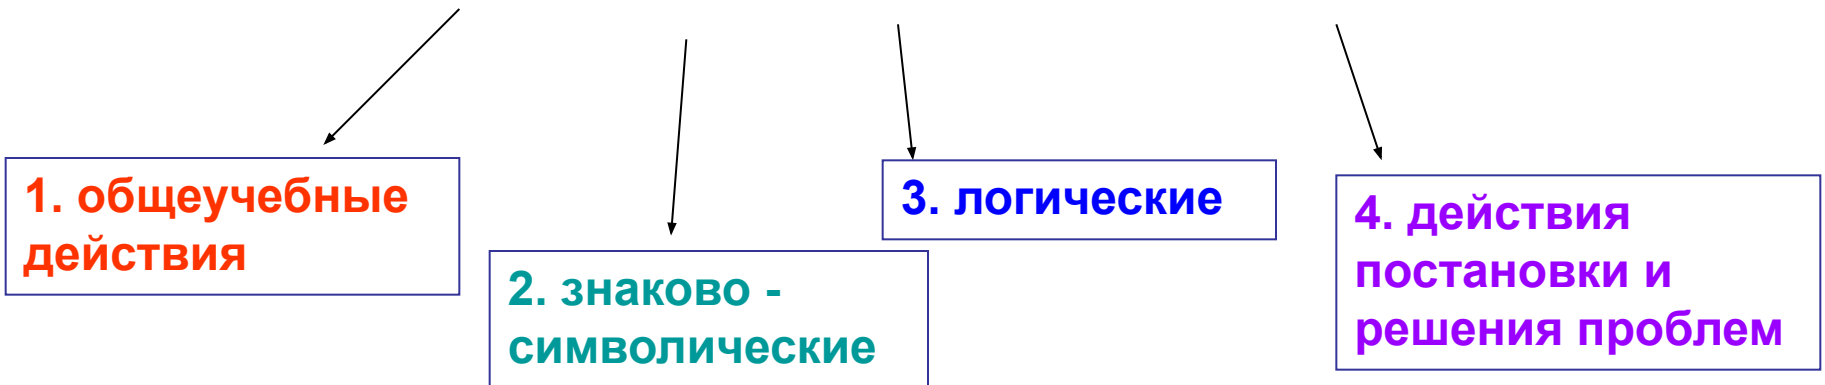 1. общеучебные
действия
2. знаково -
символические
3. логические
4. действия
постановки и
решения проблем